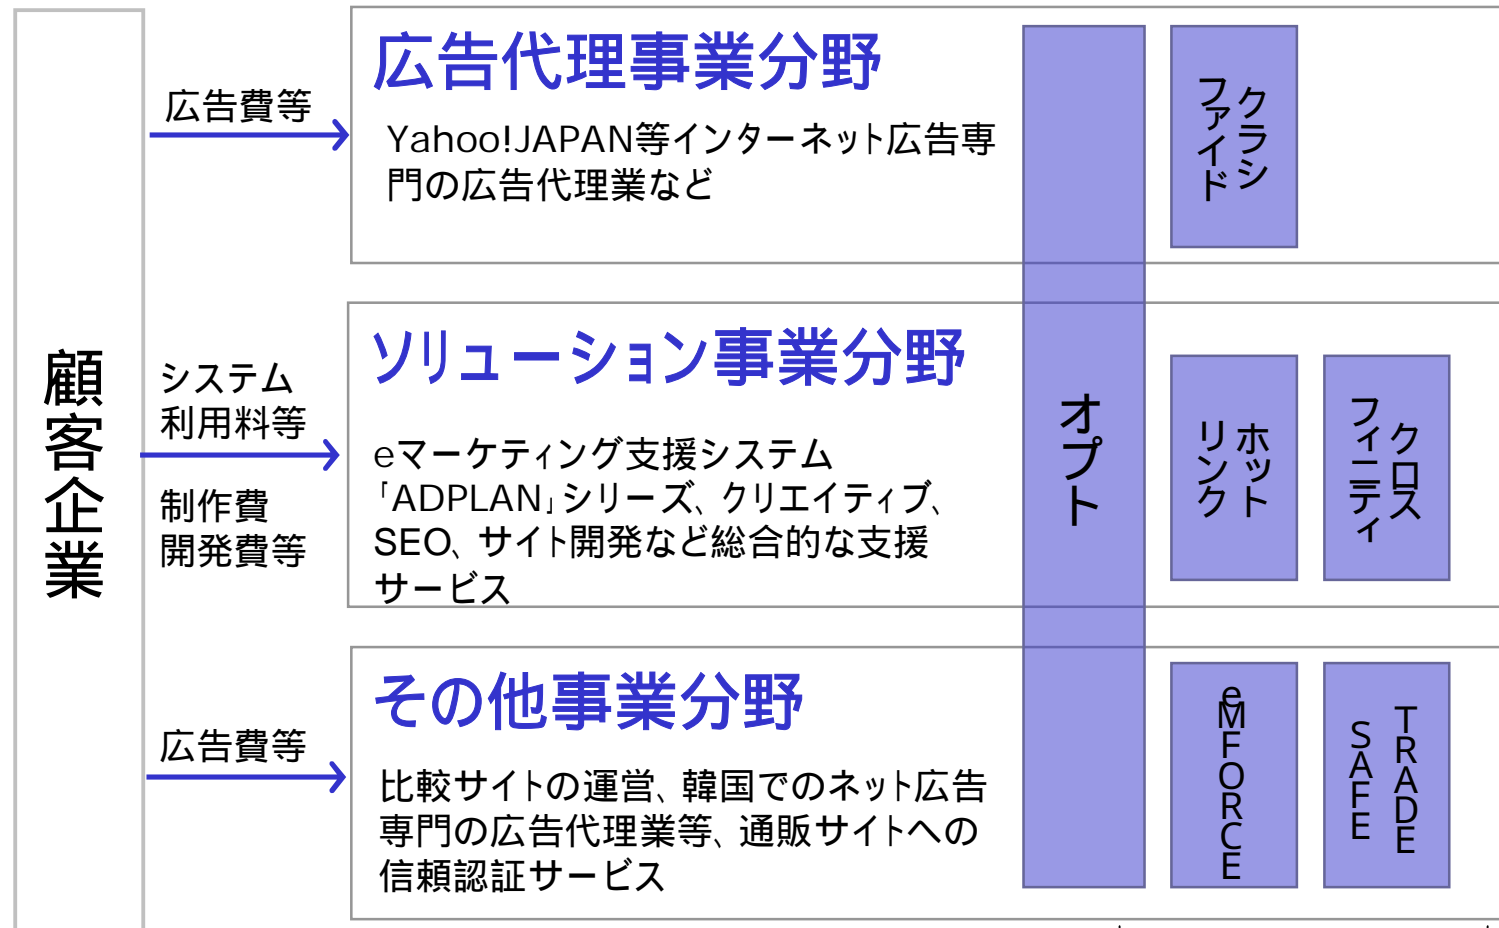 顧客企業
広告費等
広告代理事業分野
Yahoo!JAPAN等インターネット広告専
門の広告代理業など
クラシ
ファイド
システム
利用料等
制作費
開発費等
ソリューション事業分野
eマーケティング支援システム
「ADPLAN」シリーズ、クリエイティブ、
SEO、サイト開発など総合的な支援
サービス
オプト
ホット
リンク
クロス
フィニティ
広告費等
その他事業分野
比較サイトの運営、韓国でのネット広告
専門の広告代理業等、通販サイトへの
信頼認証サービス
eMFORCE
TRADE
SAFE